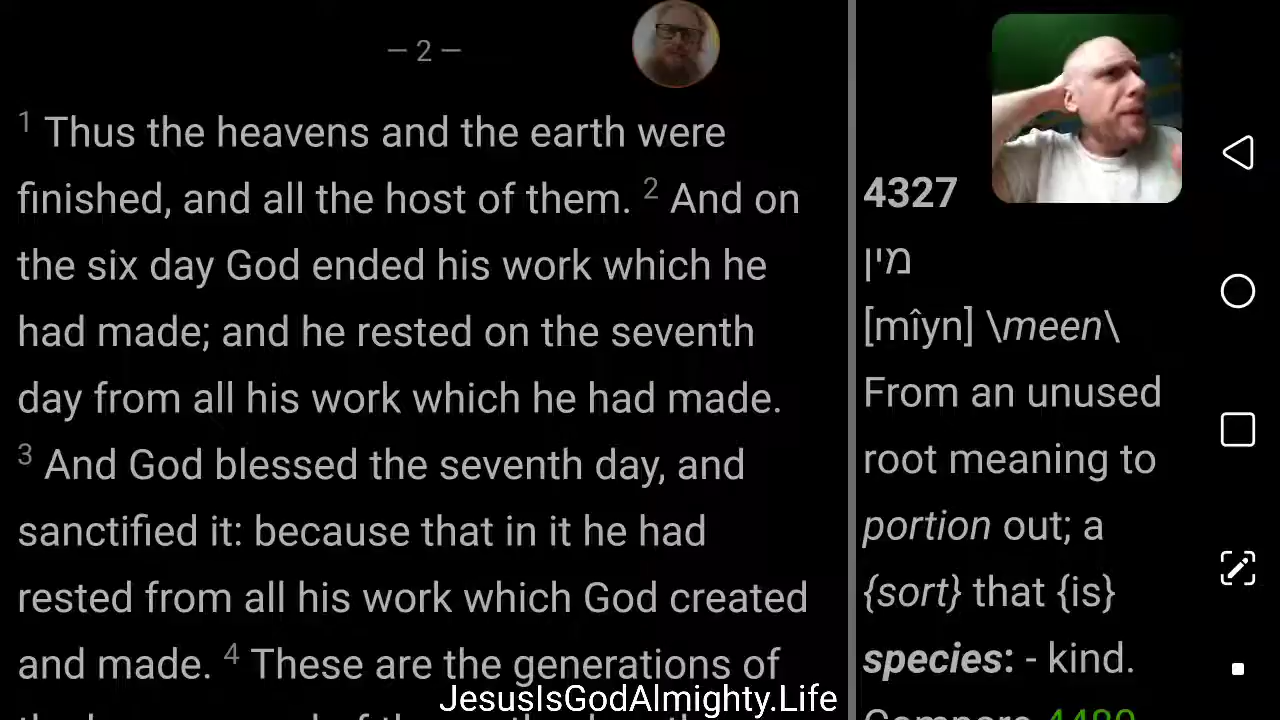 — 2 —
1 Thus the heavens and the earth were
finished, and all the host of them. 2 And on
the six day God ended his work which he
had made; and he rested on the seventh
day from all his work which he had made.
3 And God blessed the seventh day, and
sanctified it: because that in it he had
rested from all his work which God created
and made. 4 These are the generations of
4327
מין
[mîyn] \meen\
From an unused
root meaning to
portion out; a
{sort} that {is}
species: - kind.
Compare 4480
JesusIsGodAlmighty.Life